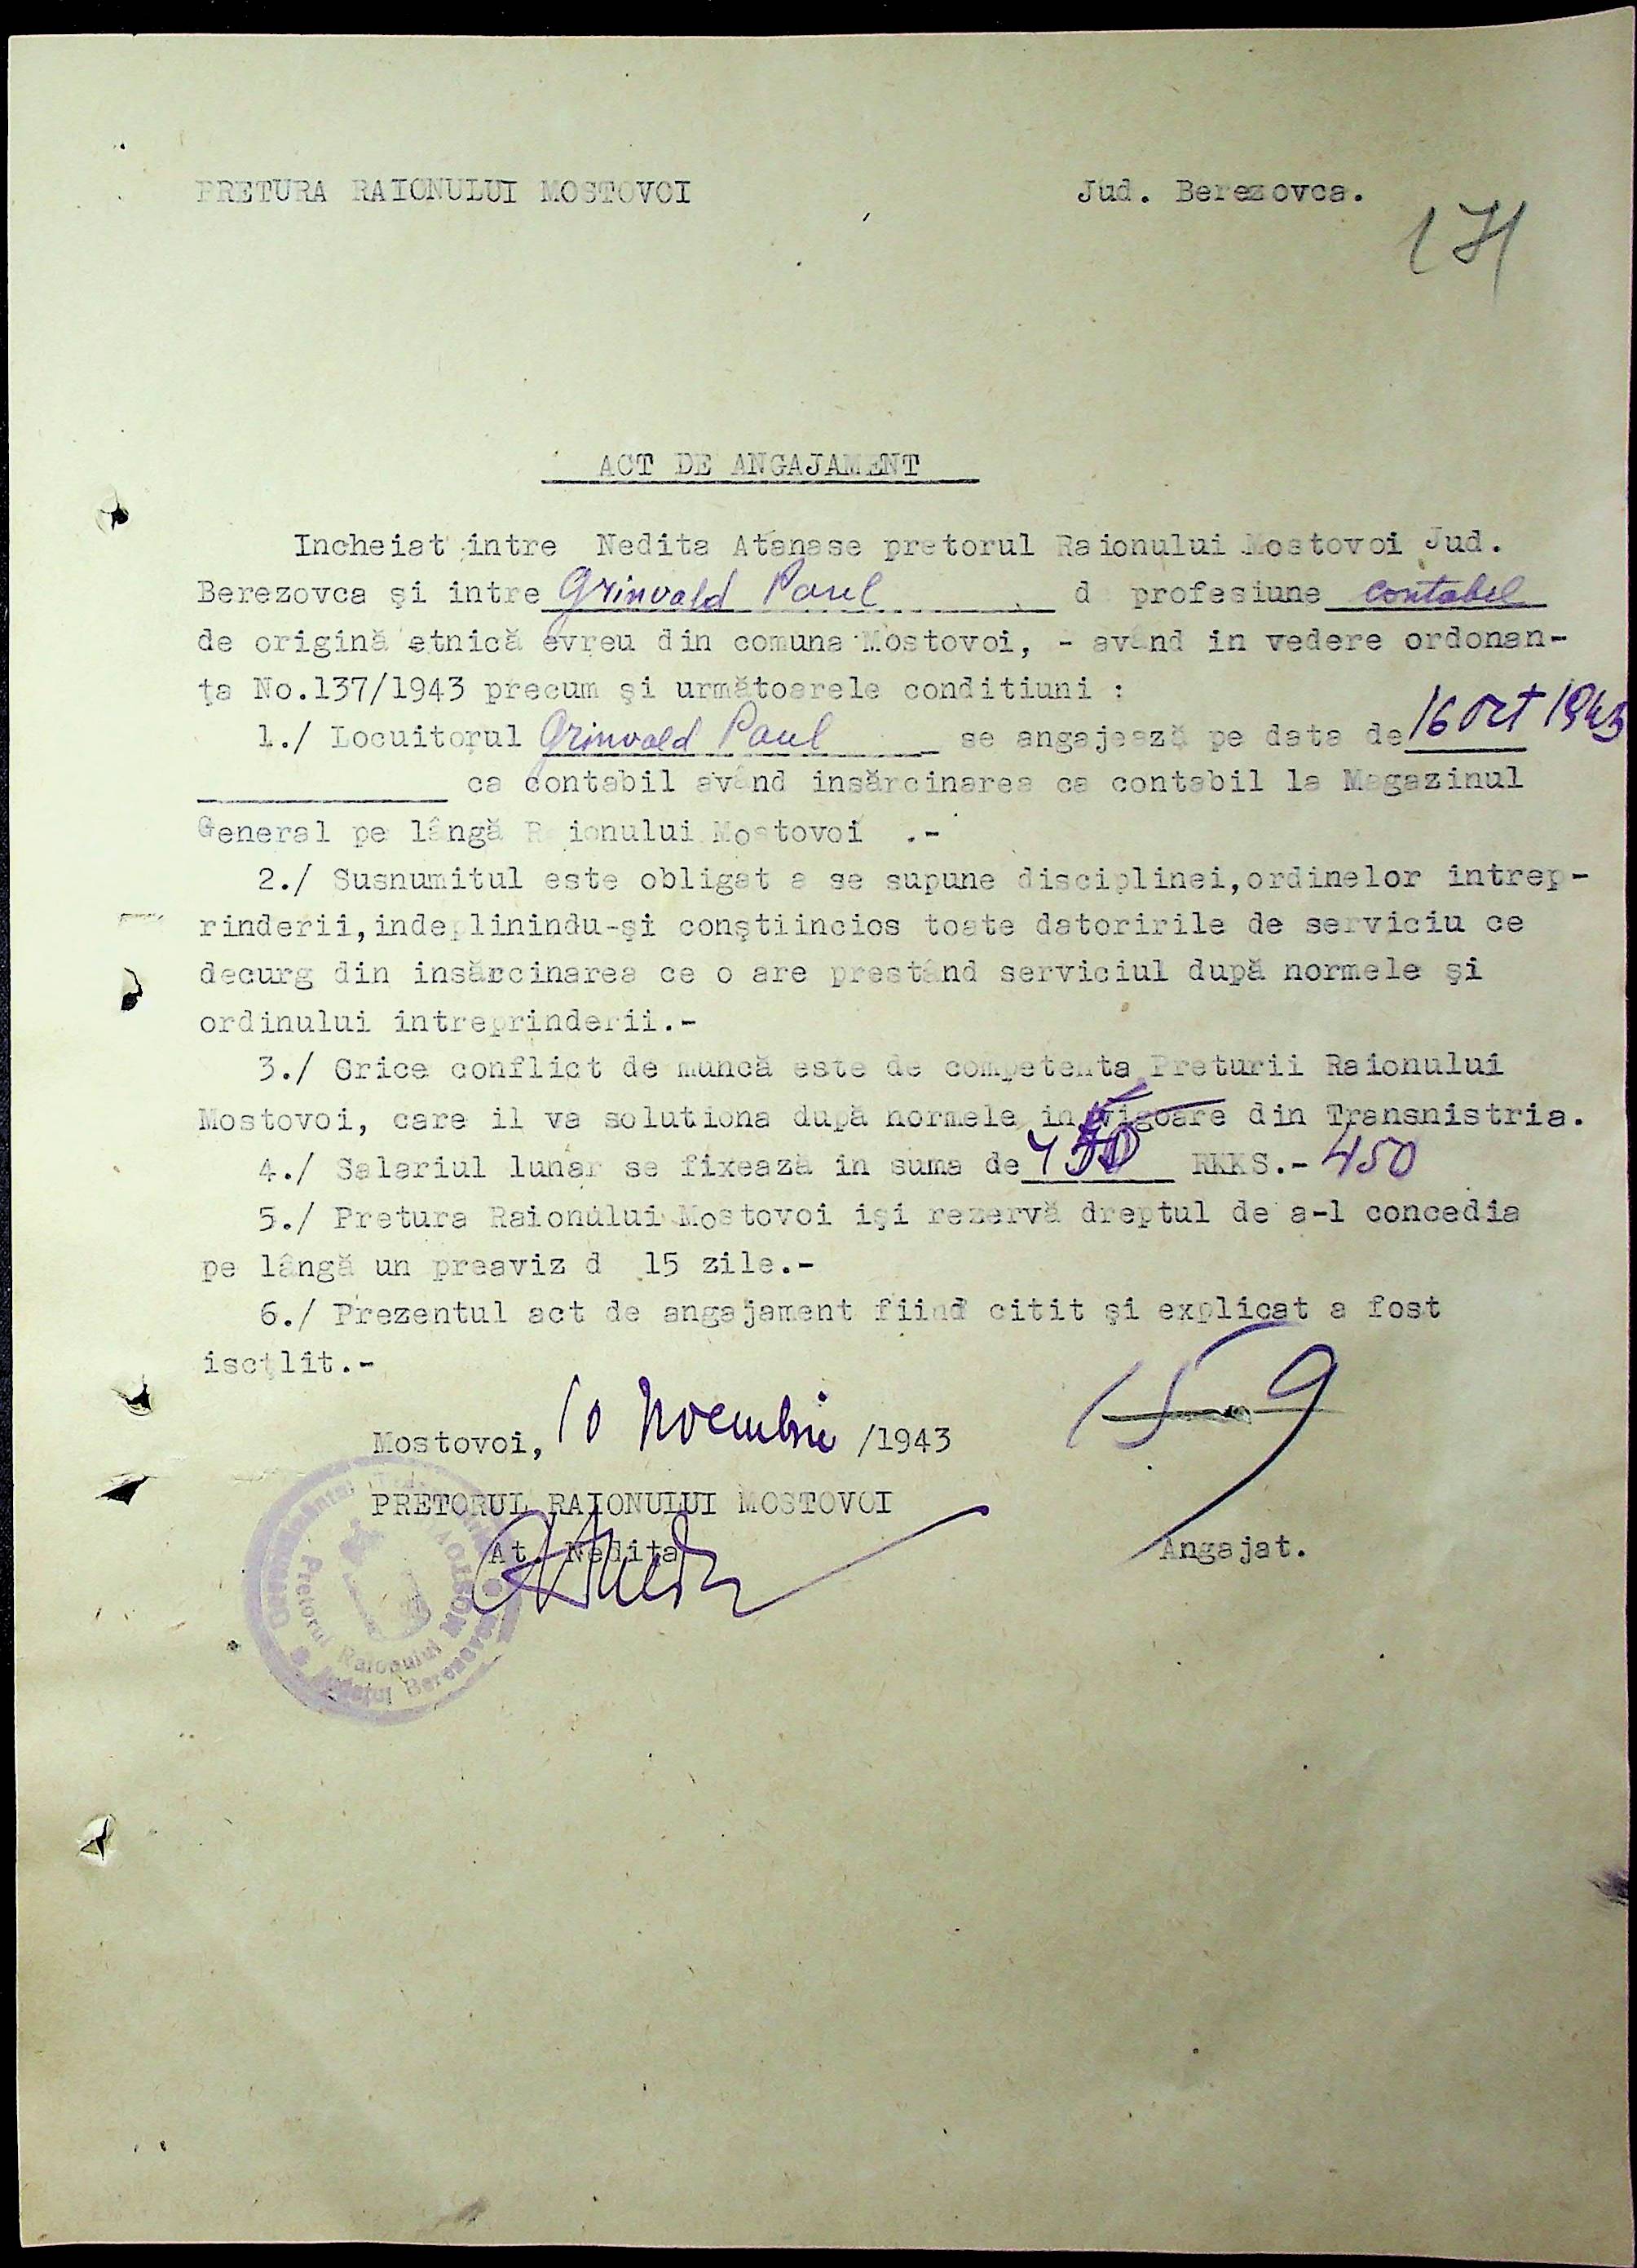 PRETURA RAIONULUI MOSTOVOI Jud. Berezovca.
171
ACT DE ANGAJAMENT
Incheiat intre Nedita Atanase pretorul Raionului Mostovoi Jud.
Berezovca şi intre Grinvald Paul d profesiune contabel
de origină etnică evreu din comuna Mostovoi, - având in vedere ordonan-
ţa No.137/1943 precum şi următoarele conditiuni :
1./ Locuitorul Grinvald Paul se angajează pe data de 16 Oct 1943
ca contabil având insărcinarea ca contabil la Magazinul
General pe lângă Raionului Mostovoi .-
2./ Susnumitul este obligat a se supune disciplinei,ordinelor intrep-
rinderii,indeplinindu-şi conştiincios toate datoririle de serviciu ce
decurg din insărcinarea ce o are prestând serviciul după normele şi
ordinului intreprinderii.-
3./ Orice conflict de muncă este de competenta Preturii Raionului
Mostovoi, care il va solutiona după normele in vigoare din Transnistria.
4./ Salariul lunar se fixează in suma de 450 RKKS.- 450
5./ Pretura Raionului Mostovoi işi rezervă dreptul de a-l concedia
pe lângă un preaviz d 15 zile.-
6./ Prezentul act de angajament fiind citit şi explicat a fost
iscălit.-
Mostovoi, 10 Noembrie /1943
PRETORUL RAIONULUI MOSTOVOI
At. Nedita
Angajat.
Pretorul Raionului
Judeţul Berezovca